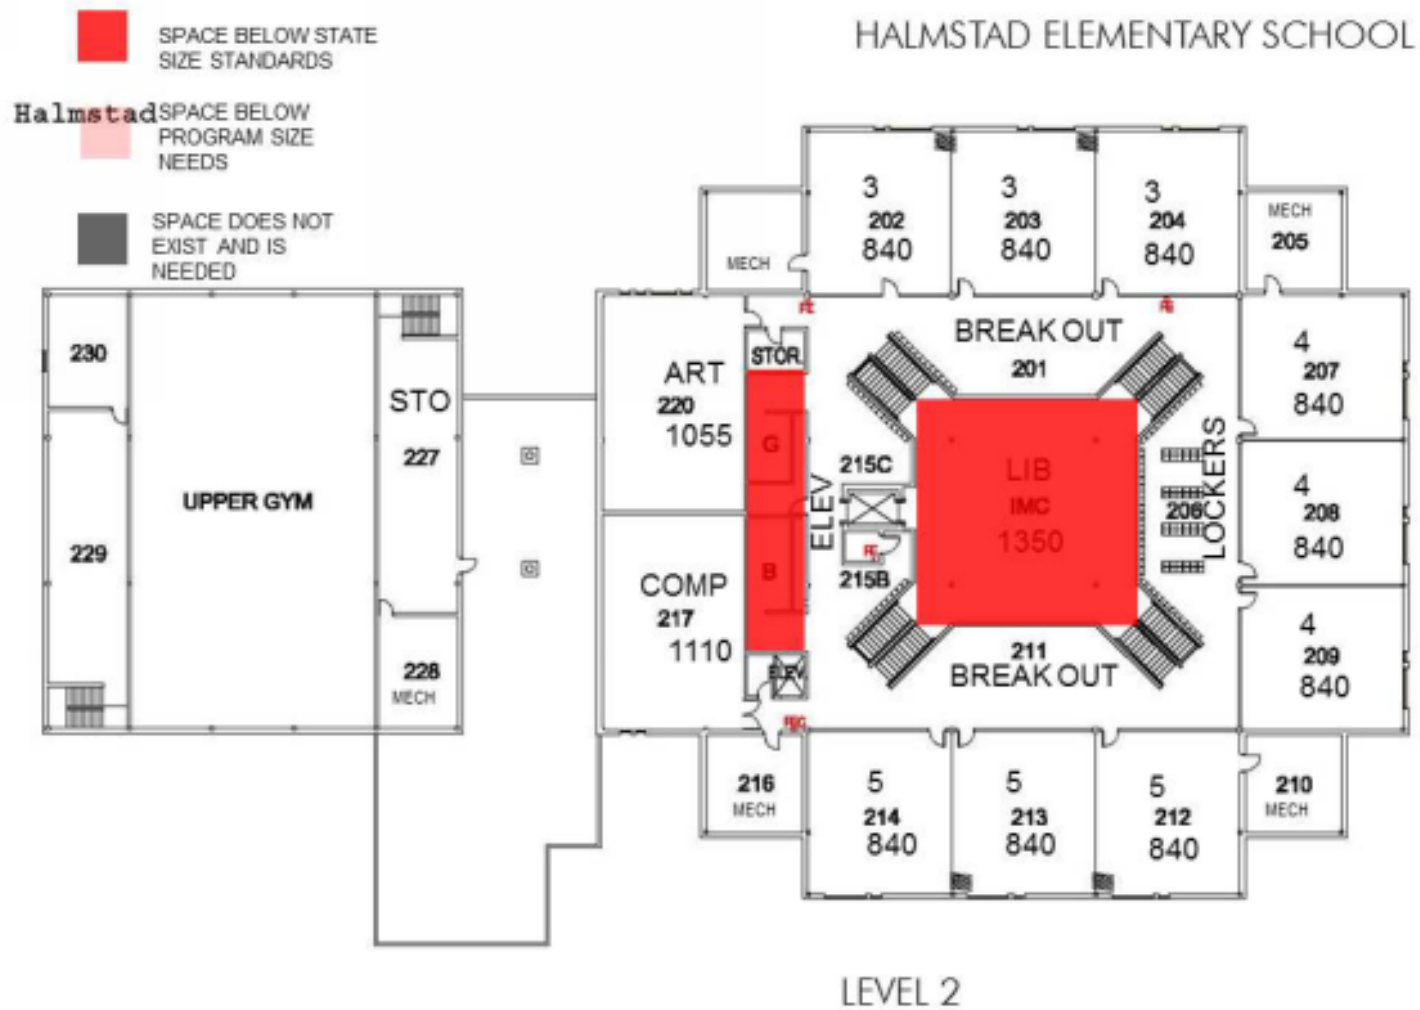 HALMSTAD ELEMENTARY SCHOOL
SPACE BELOW STATE
SIZE STANDARDS
Halmstad
SPACE BELOW
PROGRAM SIZE
NEEDS
SPACE DOES NOT
EXIST AND IS
NEEDED
230
229
UPPER GYM
STO
227
228
MECH
MECH
3
202
840
3
203
840
3
204
840
MECH
205
ART
220
1055
STOR.
G
B
COMP
217
1110
ELEV
BREAK OUT
201
215C
ELEV
215B
LIB
IMC
1350
206
LOCKERS
211
BREAK OUT
4
207
840
4
208
840
4
209
840
216
MECH
5
214
840
5
213
840
5
212
840
210
MECH
LEVEL 2